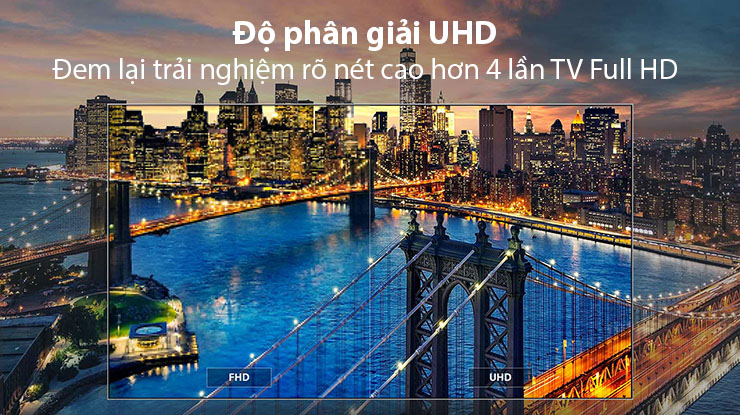 Độ phân giải UHD
Đem lại trải nghiệm rõ nét cao hơn 4 lần TV Full HD
FHD
UHD